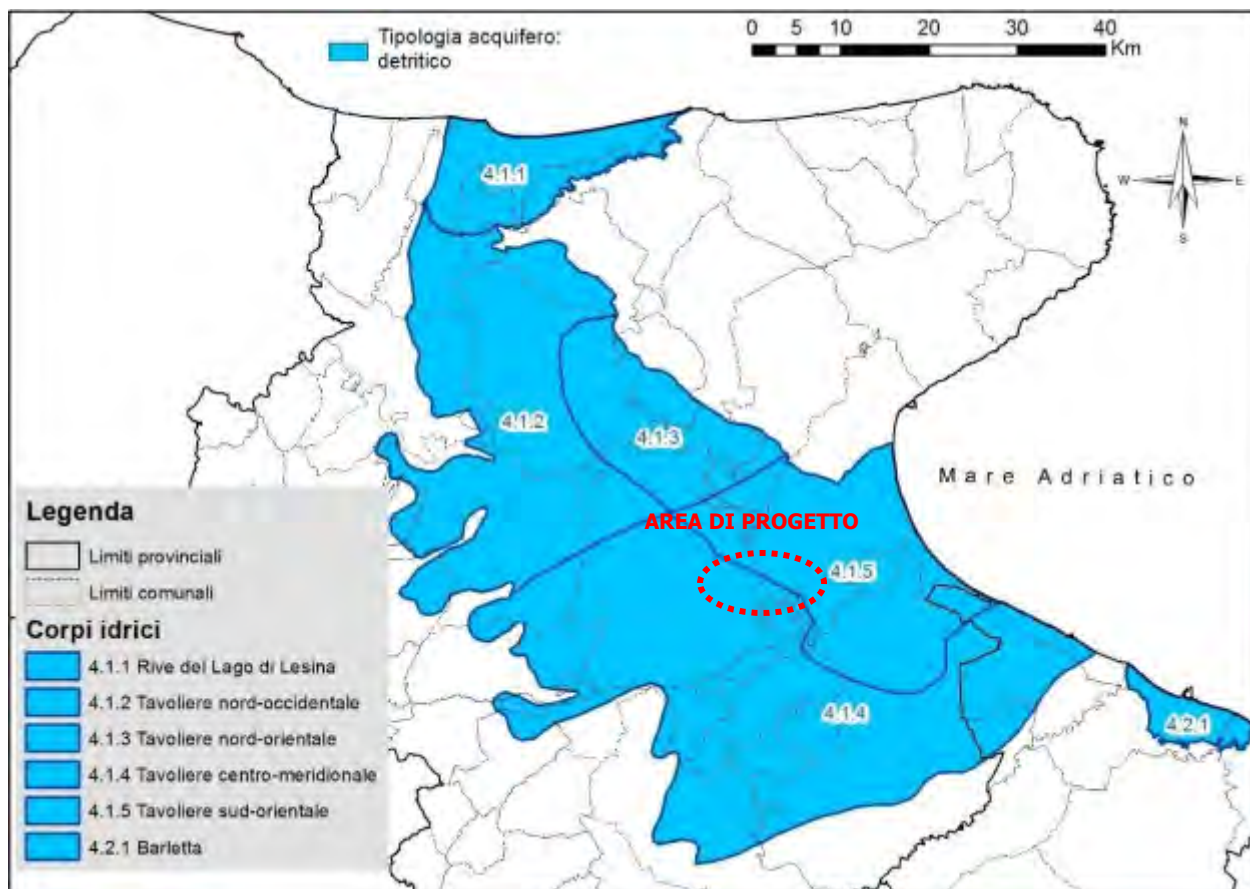 Tipologia acquifero:
detritico
0 5 10 20 30 40
Km
N
W E
S
4.1.1
4.1.2
4.1.3
Mare Adriatico
AREA DI PROGETTO
4.1.5
4.1.4
4.2.1
Legenda
Limiti provinciali
Limiti comunali
Corpi idrici
4.1.1 Rive del Lago di Lesina
4.1.2 Tavoliere nord-occidentale
4.1.3 Tavoliere nord-orientale
4.1.4 Tavoliere centro-meridionale
4.1.5 Tavoliere sud-orientale
4.2.1 Barletta